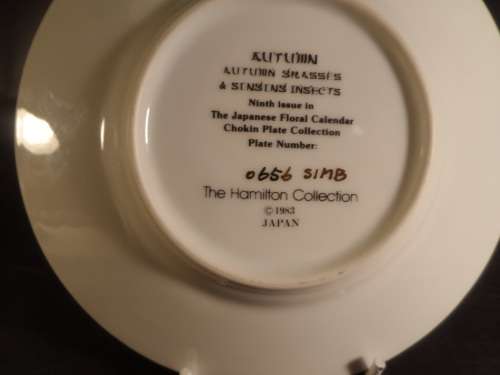 AUTUMN
AUTUMN GRASSES
& SINGING INSECTS
Ninth issue in
The Japanese Floral Calendar
Chokin Plate Collection
Plate Number:
0656 SIMB
The Hamilton Collection
©1983
JAPAN